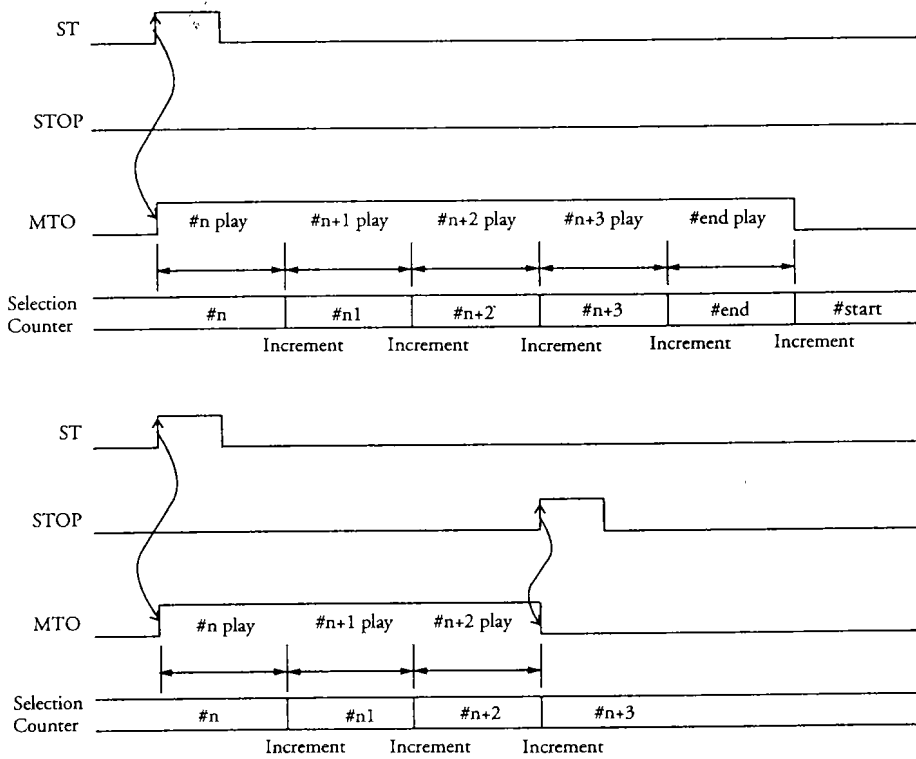 ST
STOP
MTO
#n play #n+1 play #n+2 play #n+3 play #end play
Selection
Counter
#n #n1 #n+2 #n+3 #end #start
Increment Increment Increment Increment Increment
ST
STOP
MTO
#n play #n+1 play #n+2 play
Selection
Counter
#n #n1 #n+2 #n+3
Increment Increment Increment